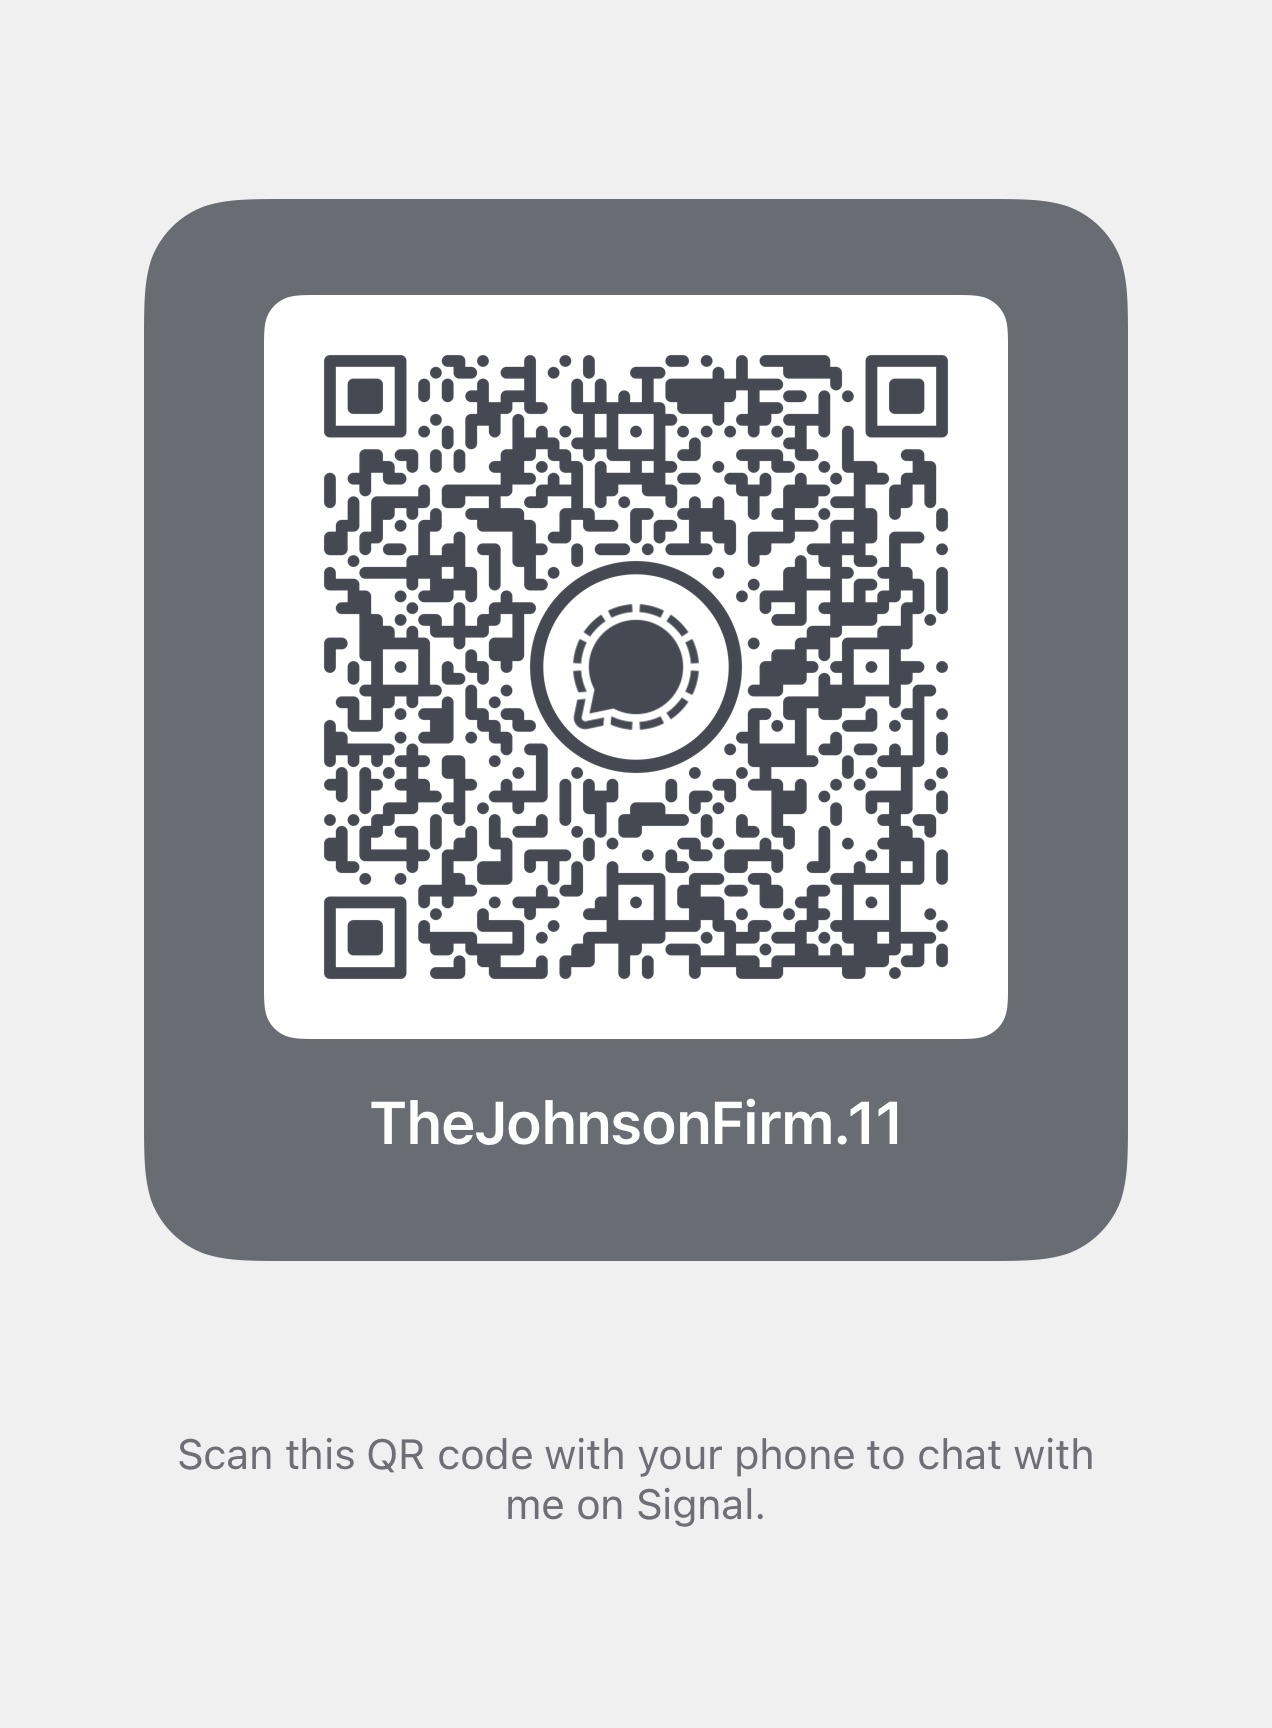 TheJohnsonFirm.11
Scan this QR code with your phone to chat with
me on Signal.